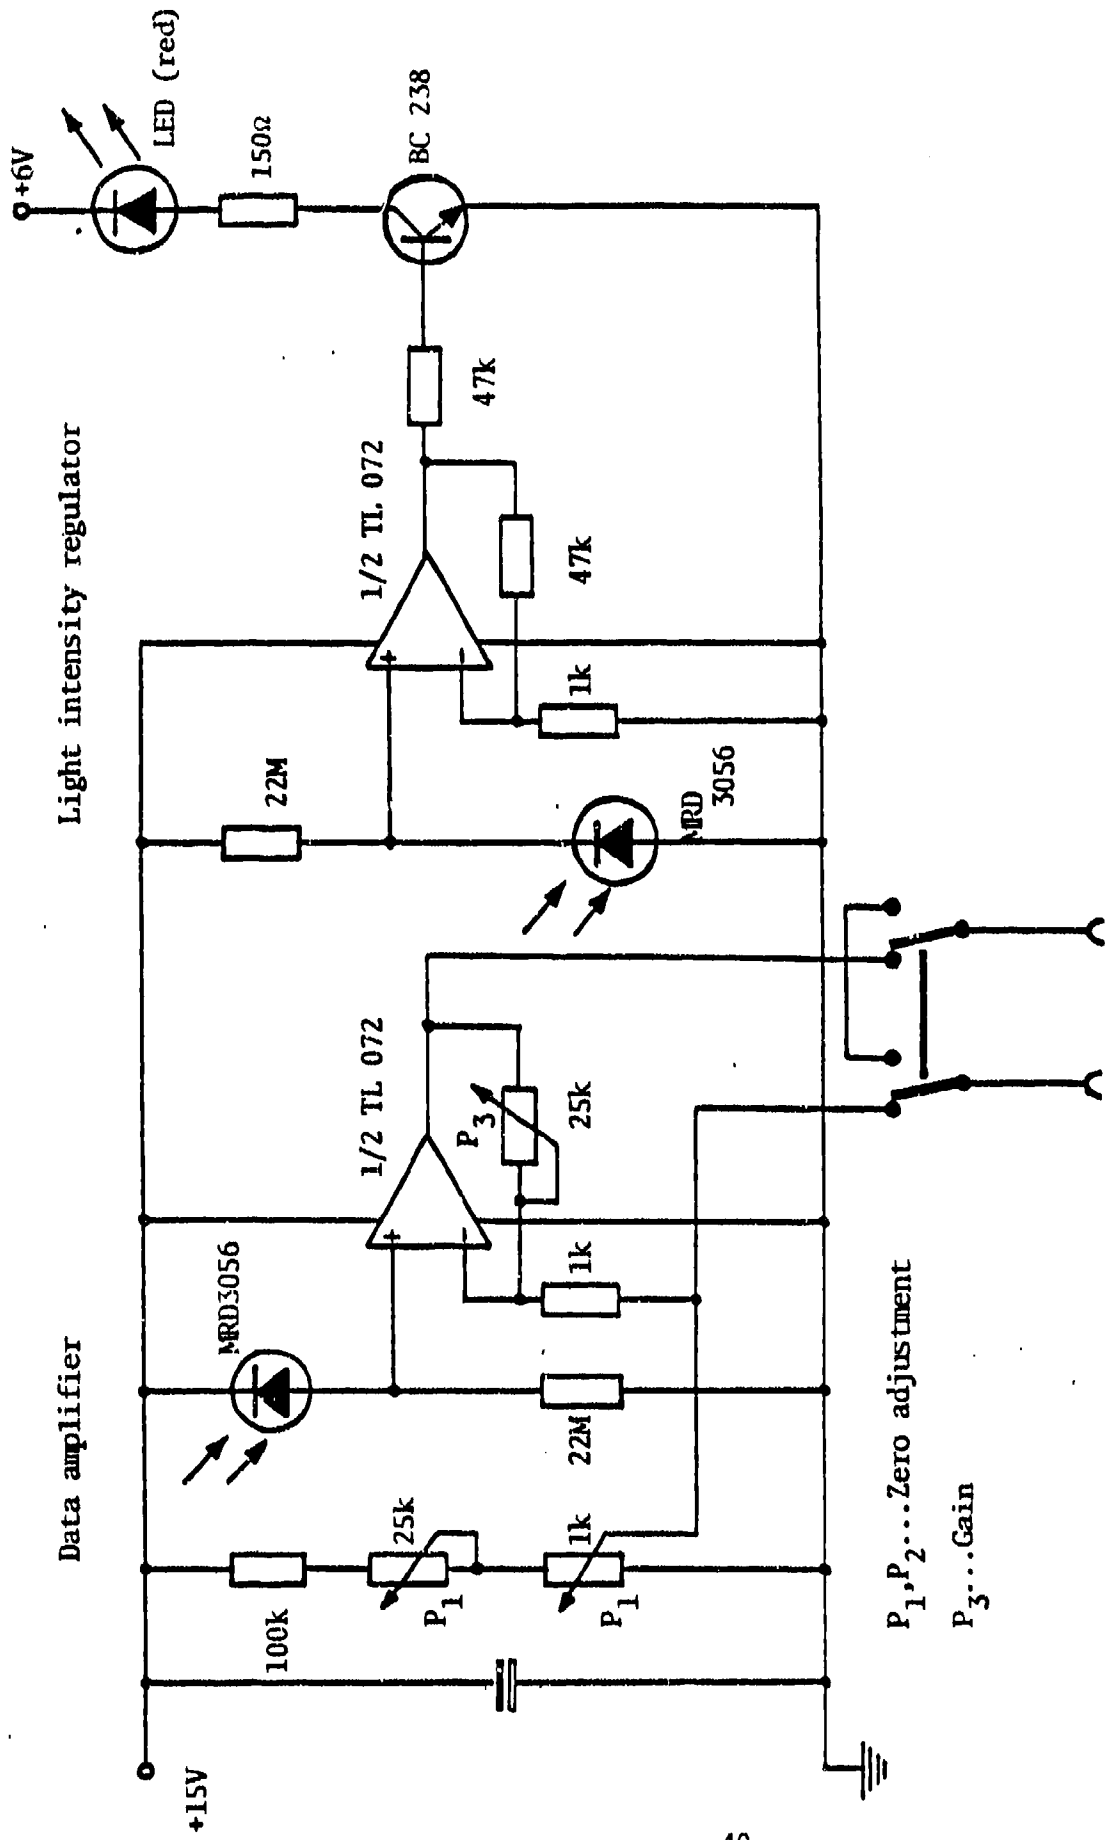 Data amplifier
Light intensity regulator
+15V
100k
25k
P1
1k
P1
MRD3056
22M
1/2 TL 072
+
−
1k
P3
25k
22M
MRD
3056
1/2 TL 072
+
−
1k
47k
47k
BC 238
150Ω
LED (red)
+6V
P1,P2...Zero adjustment
P3...Gain